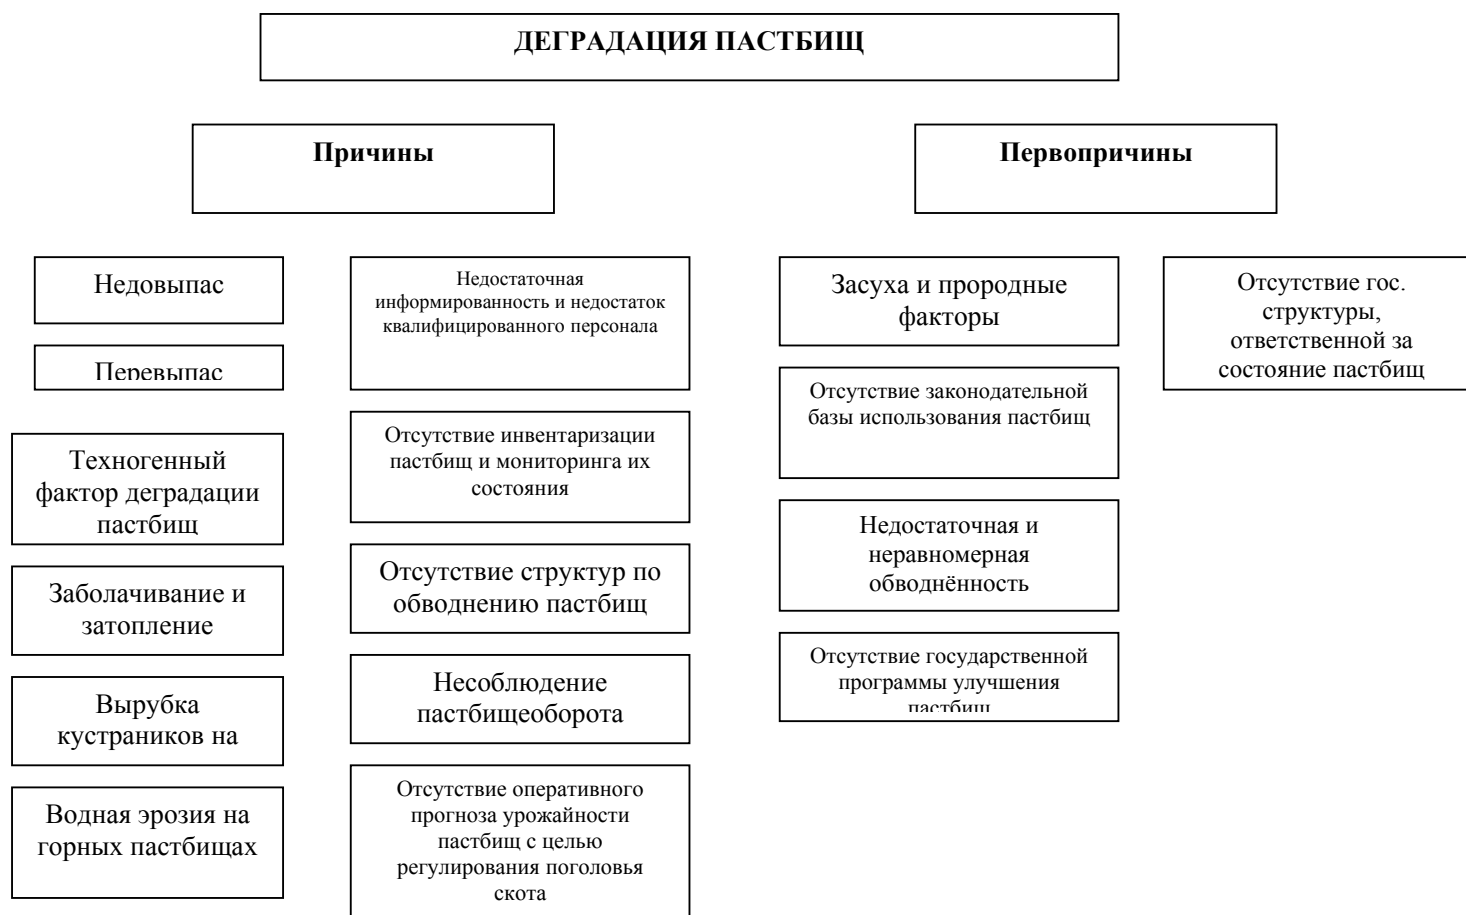 ДЕГРАДАЦИЯ ПАСТБИЩ
Причины
Первопричины
Недовыпас
Перевыпас
Техногенный
фактор деградации
пастбищ
Заболачивание и
затопление
Вырубка
кустраников на
Водная эрозия на
горных пастбищах
Недостаточная
информированность и недостаток
квалифицированного персонала
Отсутствие инвентаризации
пастбищ и мониторинга их
состояния
Отсутствие структур по
обводнению пастбищ
Несоблюдение
пастбищеоборота
Отсутствие оперативного
прогноза урожайности
пастбищ с целью
регулирования поголовья
скота
Засуха и прородные
факторы
Отсутствие законодательной
базы использования пастбищ
Недостаточная и
неравномерная
обводнённость
Отсутствие государственной
программы улучшения
пастбищ
Отсутствие гос.
структуры,
ответственной за
состояние пастбищ